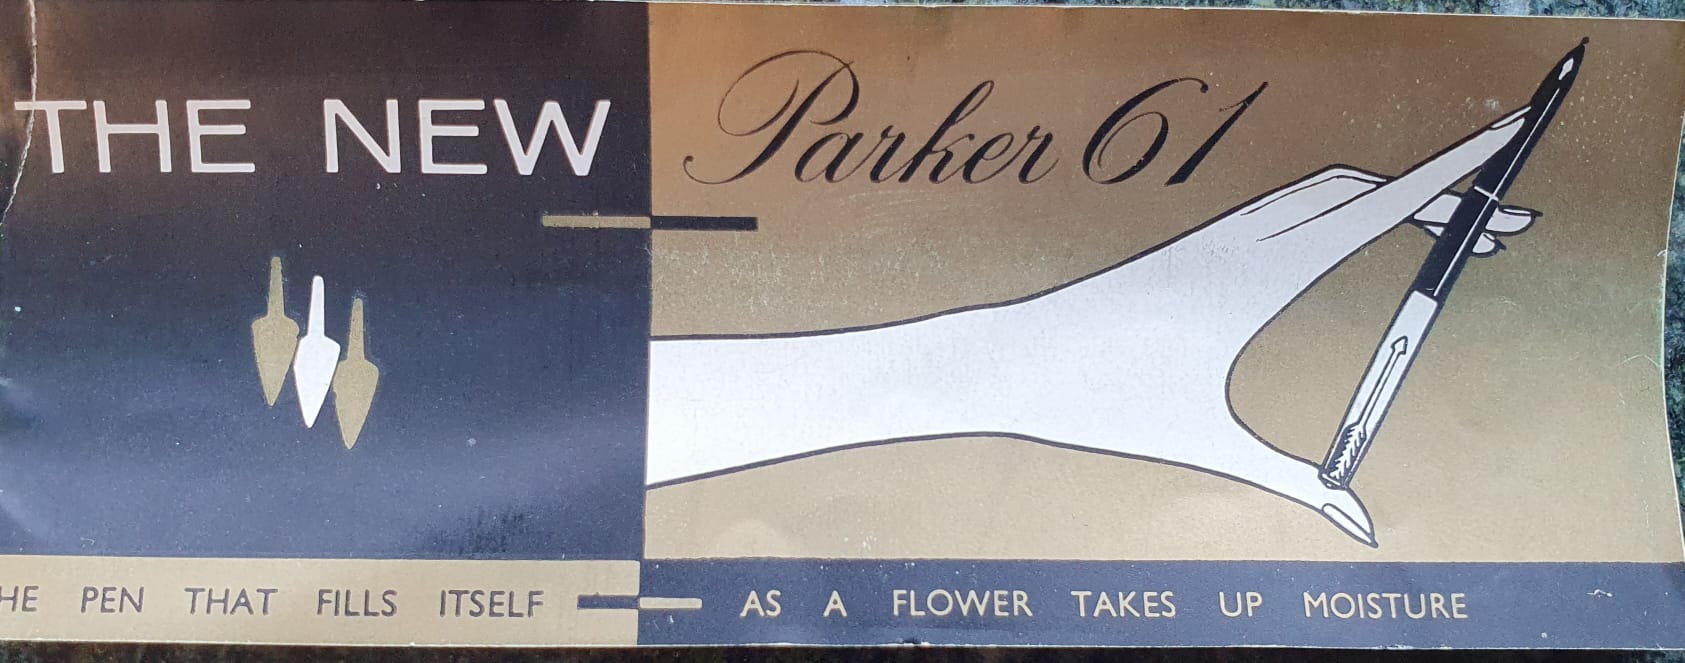 THE NEW
Parker 61
HE PEN THAT FILLS ITSELF — AS A FLOWER TAKES UP MOISTURE